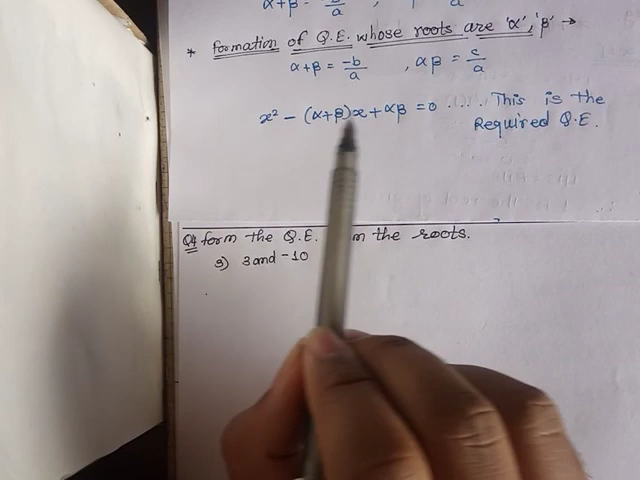 α+β = -b/a , a
* formation of Q.E. whose roots are 'α', 'β' →
α+β = -b/a , αβ = c/a
x² - (α+β)x + αβ = 0 ..... This is the
Required Q.E.
Q4 form the Q.E. the roots.
3 and -10